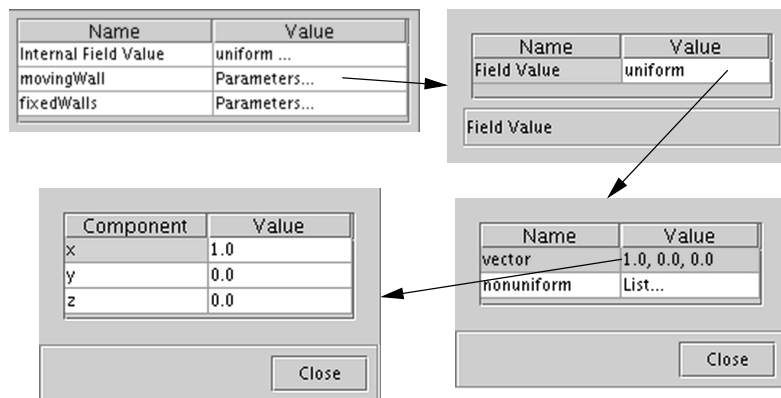 Name Value
Internal Field Value uniform ...
movingWall Parameters...
fixedWalls Parameters...
Name Value
Field Value uniform
Field Value
Component Value
x 1.0
y 0.0
z 0.0
Close
Name Value
vector 1.0, 0.0, 0.0
nonuniform List...
Close